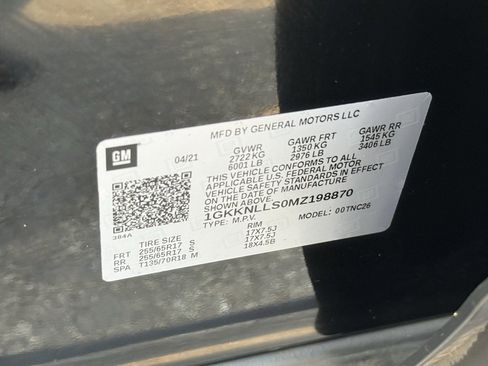 MFD BY GENERAL MOTORS LLC
GM 04/21 GVWR GAWR FRT GAWR RR
2722 KG 1350 KG 1545 KG
6001 LB 2976 LB 3406 LB
THIS VEHICLE CONFORMS TO ALL
APPLICABLE U.S. FEDERAL MOTOR
VEHICLE SAFETY STANDARDS IN EFFECT
ON THE DATE OF MANUFACTURE
SHOWN ABOVE.
1GKKNLLS0MZ198870
TYPE: M.P.V. MODEL: 00TNC26
384A
TIRE SIZE RIM
FRT 255/65R17 S 17X7.5J
RR 255/65R17 S 17X7.5J
SPA T135/70R18 M 18X4.5B